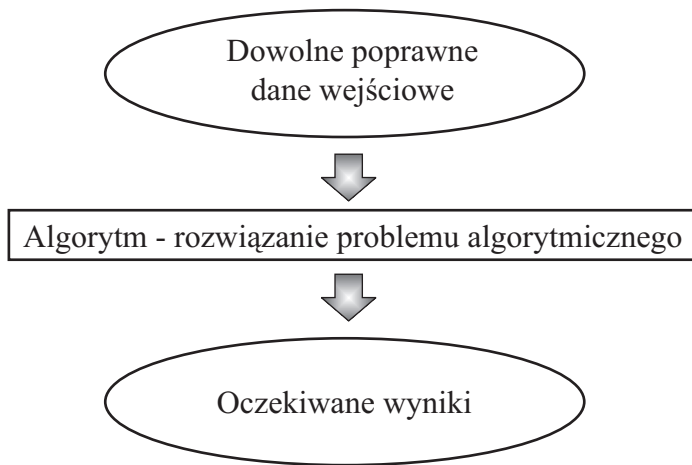 Dowolne poprawne
dane wejściowe
Algorytm - rozwiązanie problemu algorytmicznego
Oczekiwane wyniki